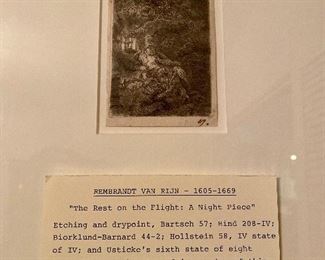 REMBRANDT VAN RIJN - 1605-1669
"The Rest on the Flight: A Night Piece"
Etching and drypoint, Bartsch 57; Hind 208-IV;
Biorklund-Barnard 44-2; Hollstein 58, IV state
of IV; and Usticke's sixth state of eight